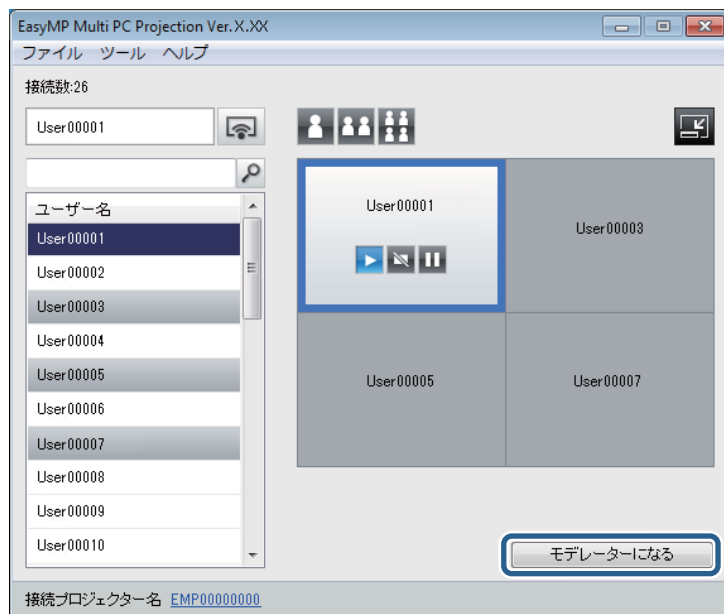 EasyMP Multi PC Projection Ver.X.XX
ファイル ツール ヘルプ
接続数:26
User00001
ユーザー名
User00001
User00002
User00003
User00004
User00005
User00006
User00007
User00008
User00009
User00010
User00001
User00003
User00005
User00007
モデレーターになる
接続プロジェクター名 EMP00000000